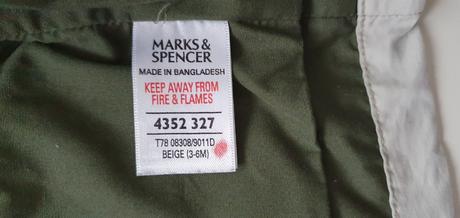 MARKS &
SPENCER
MADE IN BANGLADESH
KEEP AWAY FROM
FIRE & FLAMES
4352 327
T78 08308/9011D
BEIGE (3-6M)